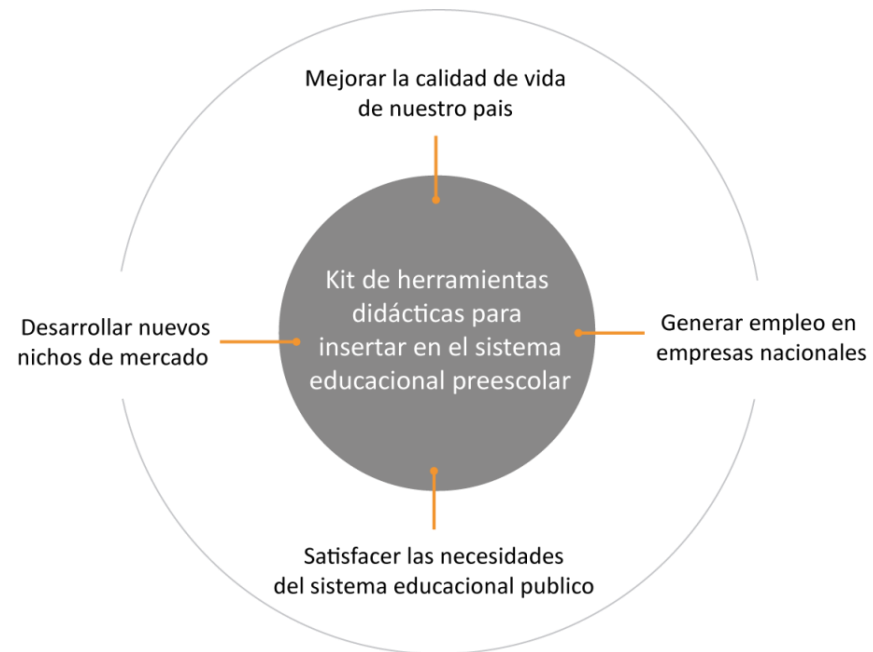 Mejorar la calidad de vida
de nuestro pais
Kit de herramientas
didácticas para
insertar en el sistema
educacional preescolar
Desarrollar nuevos
nichos de mercado
Generar empleo en
empresas nacionales
Satisfacer las necesidades
del sistema educacional publico